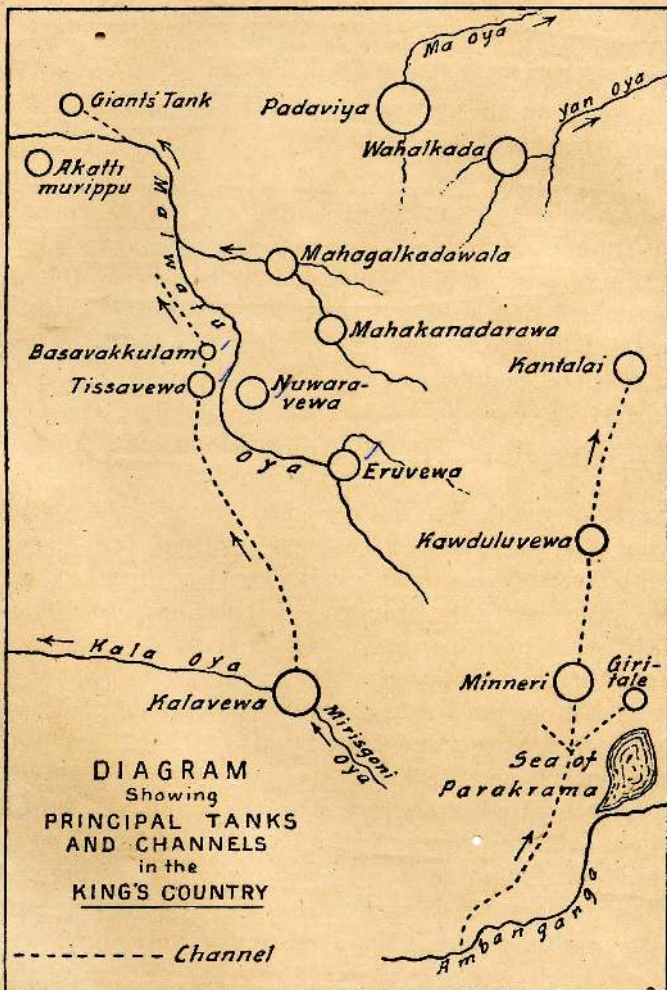 Ma Oya
Giants' Tank
Padaviya
Yan Oya
Wahalkada
Akatti
murippu
Malwatu
Mahagalkadawala
Mahakanadarawa
Basavakkulam
Tissavewa
Nuwara-
vewa
Kantalai
Oya
Eruvewa
Kawduluvewa
Kala Oya
Kalavewa
Mirisgoni
Oya
Minneri
Giri-
tale
Sea of
Parakrama
DIAGRAM
Showing
PRINCIPAL TANKS
AND CHANNELS
in the
KING'S COUNTRY
Channel
Ambanganga